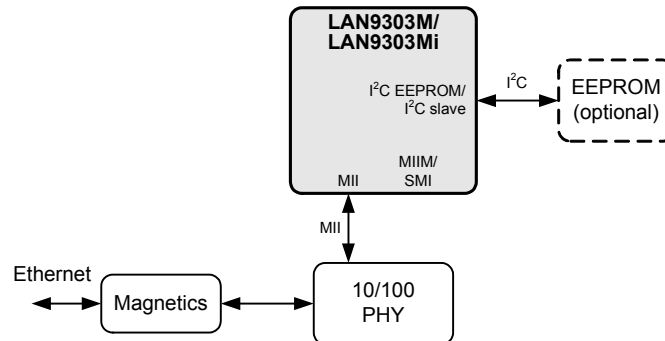 LAN9303M/
LAN9303Mi
I²C EEPROM/
I²C slave
I²C
EEPROM
(optional)
MIIM/
SMI
MII
MII
Ethernet
Magnetics
10/100
PHY